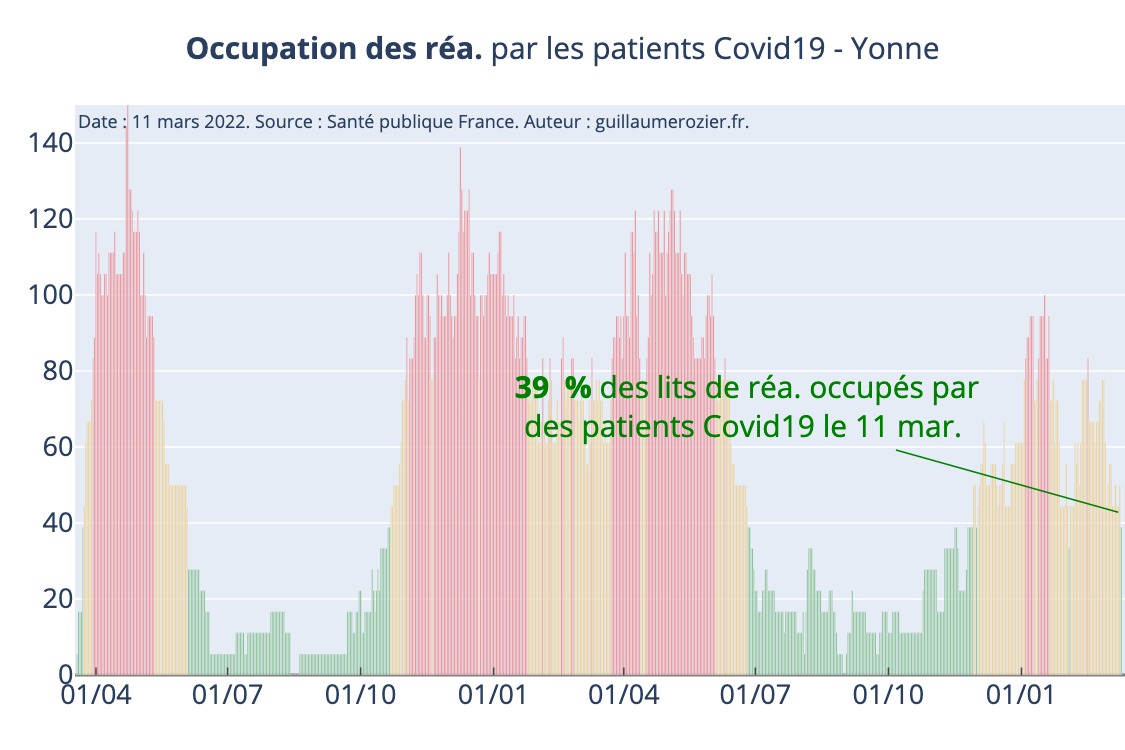 Occupation des réa. par les patients Covid19 - Yonne
Date : 11 mars 2022. Source : Santé publique France. Auteur : guillaumerozier.fr.
140
120
100
80
39 % des lits de réa. occupés par
des patients Covid19 le 11 mar.
60
40
20
0
01/04 01/07 01/10 01/01 01/04 01/07 01/10 01/01